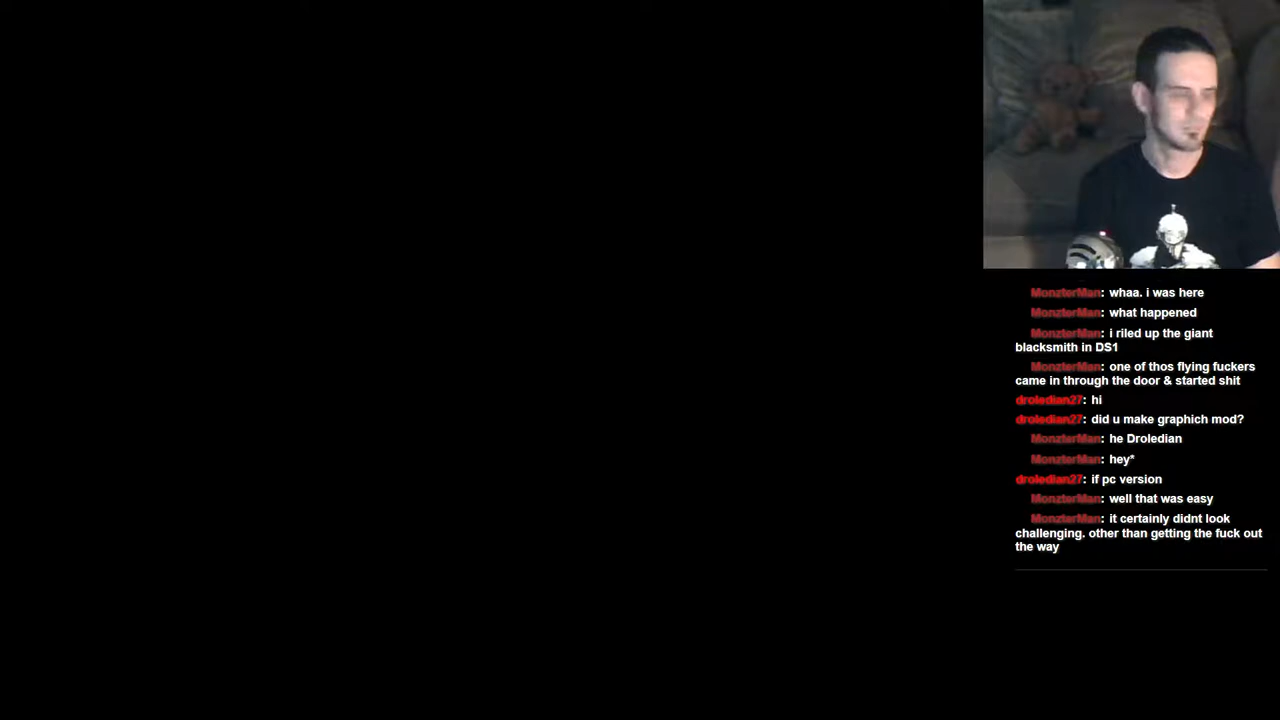 MonzterMan: whaa. i was here
MonzterMan: what happened
MonzterMan: i riled up the giant
blacksmith in DS1
MonzterMan: one of thos flying fuckers
came in through the door & started shit
droledian27: hi
droledian27: did u make graphich mod?
MonzterMan: he Droledian
MonzterMan: hey*
droledian27: if pc version
MonzterMan: well that was easy
MonzterMan: it certainly didnt look
challenging. other than getting the fuck out
the way